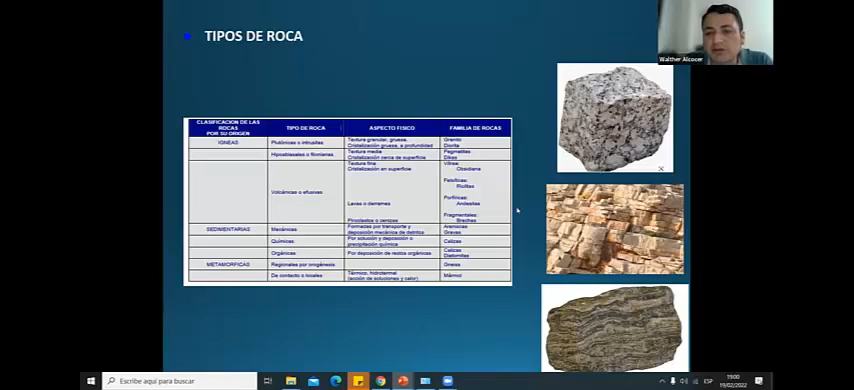 TIPOS DE ROCA
Walther Alcocer
CLASIFICACION DE LAS
ROCAS
POR SU ORIGEN
TIPO DE ROCA
ASPECTO FISICO
FAMILIA DE ROCAS
IGNEAS
Plutónicas o intrusitas
Textura granular, gruesa,
Cristalización gruesa, a profundidad
Granito
Diorita
Hipoabissales o filonianas
Textura media
Cristalización cerca de superficie
Pegmatitas
Dikes
Volcánicas o efusivas
Textura fina
Cristalización en superficie
Lavas o derrames
Piroclastos o cenizas
Vítrea:
Obsidiana
Felsíticas:
Riolitas
Porfiríticas:
Andesitas
Fragmentales:
Brechas
SEDIMENTARIAS
Mecánicas
Formadas por transporte y
deposición mecánica de detritos
Areniscas
Gravas
Químicas
Por solución y deposición o
precipitación química
Calizas
Orgánicas
Por deposición de restos orgánicos
Calizas
Diatomitas
METAMORFICAS
Regionales por orogénesis
Gneiss
De contacto o locales
Térmico, hidrotermal
(acción de soluciones y calor)
Mármol
Escribe aquí para buscar
ESP
19:00
19/02/2022